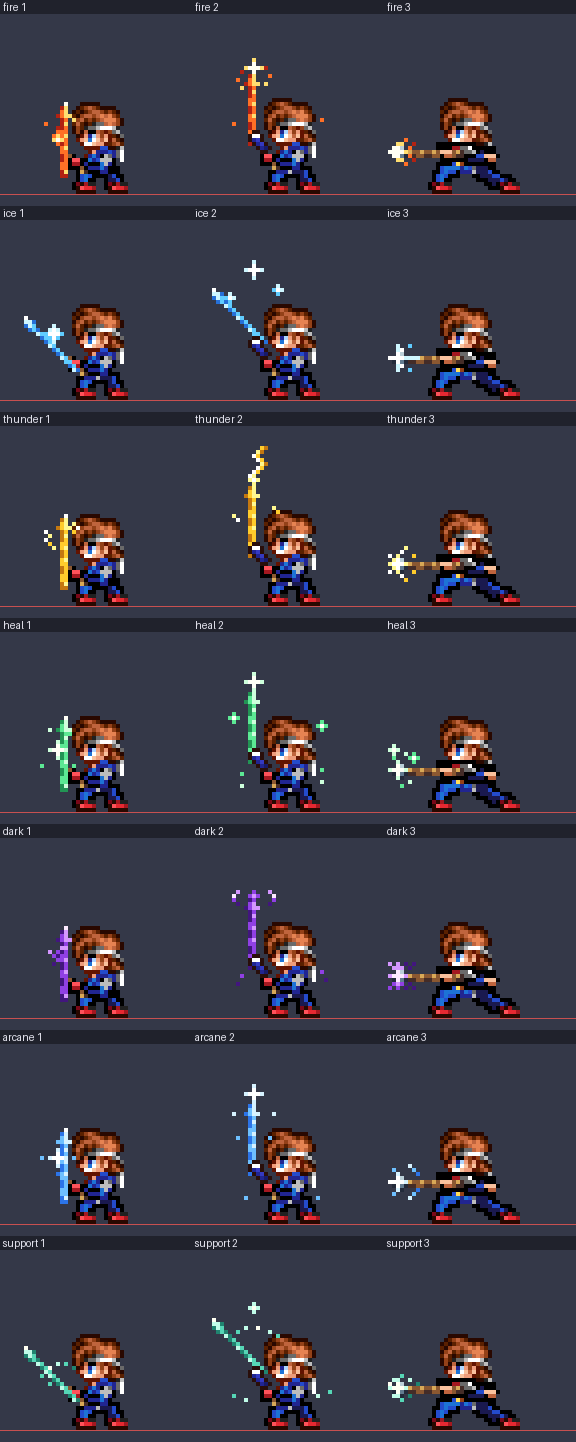 fire 1 fire 2 fire 3
ice 1 ice 2 ice 3
thunder 1 thunder 2 thunder 3
heal 1 heal 2 heal 3
dark 1 dark 2 dark 3
arcane 1 arcane 2 arcane 3
support 1 support 2 support 3